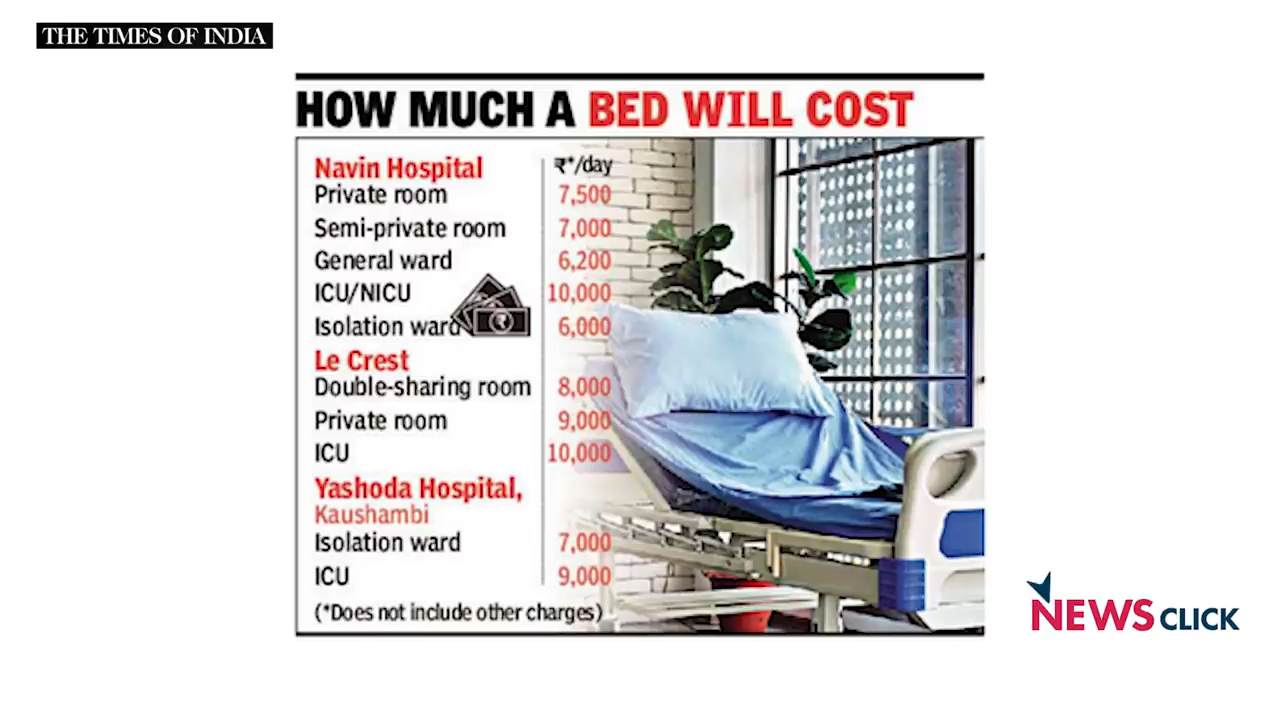 THE TIMES OF INDIA
HOW MUCH A BED WILL COST
Navin Hospital ₹*/day
Private room 7,500
Semi-private room 7,000
General ward 6,200
ICU/NICU 10,000
Isolation ward 6,000
Le Crest
Double-sharing room 8,000
Private room 9,000
ICU 10,000
Yashoda Hospital,
Kaushambi
Isolation ward 7,000
ICU 9,000
(*Does not include other charges)
NEWS CLICK